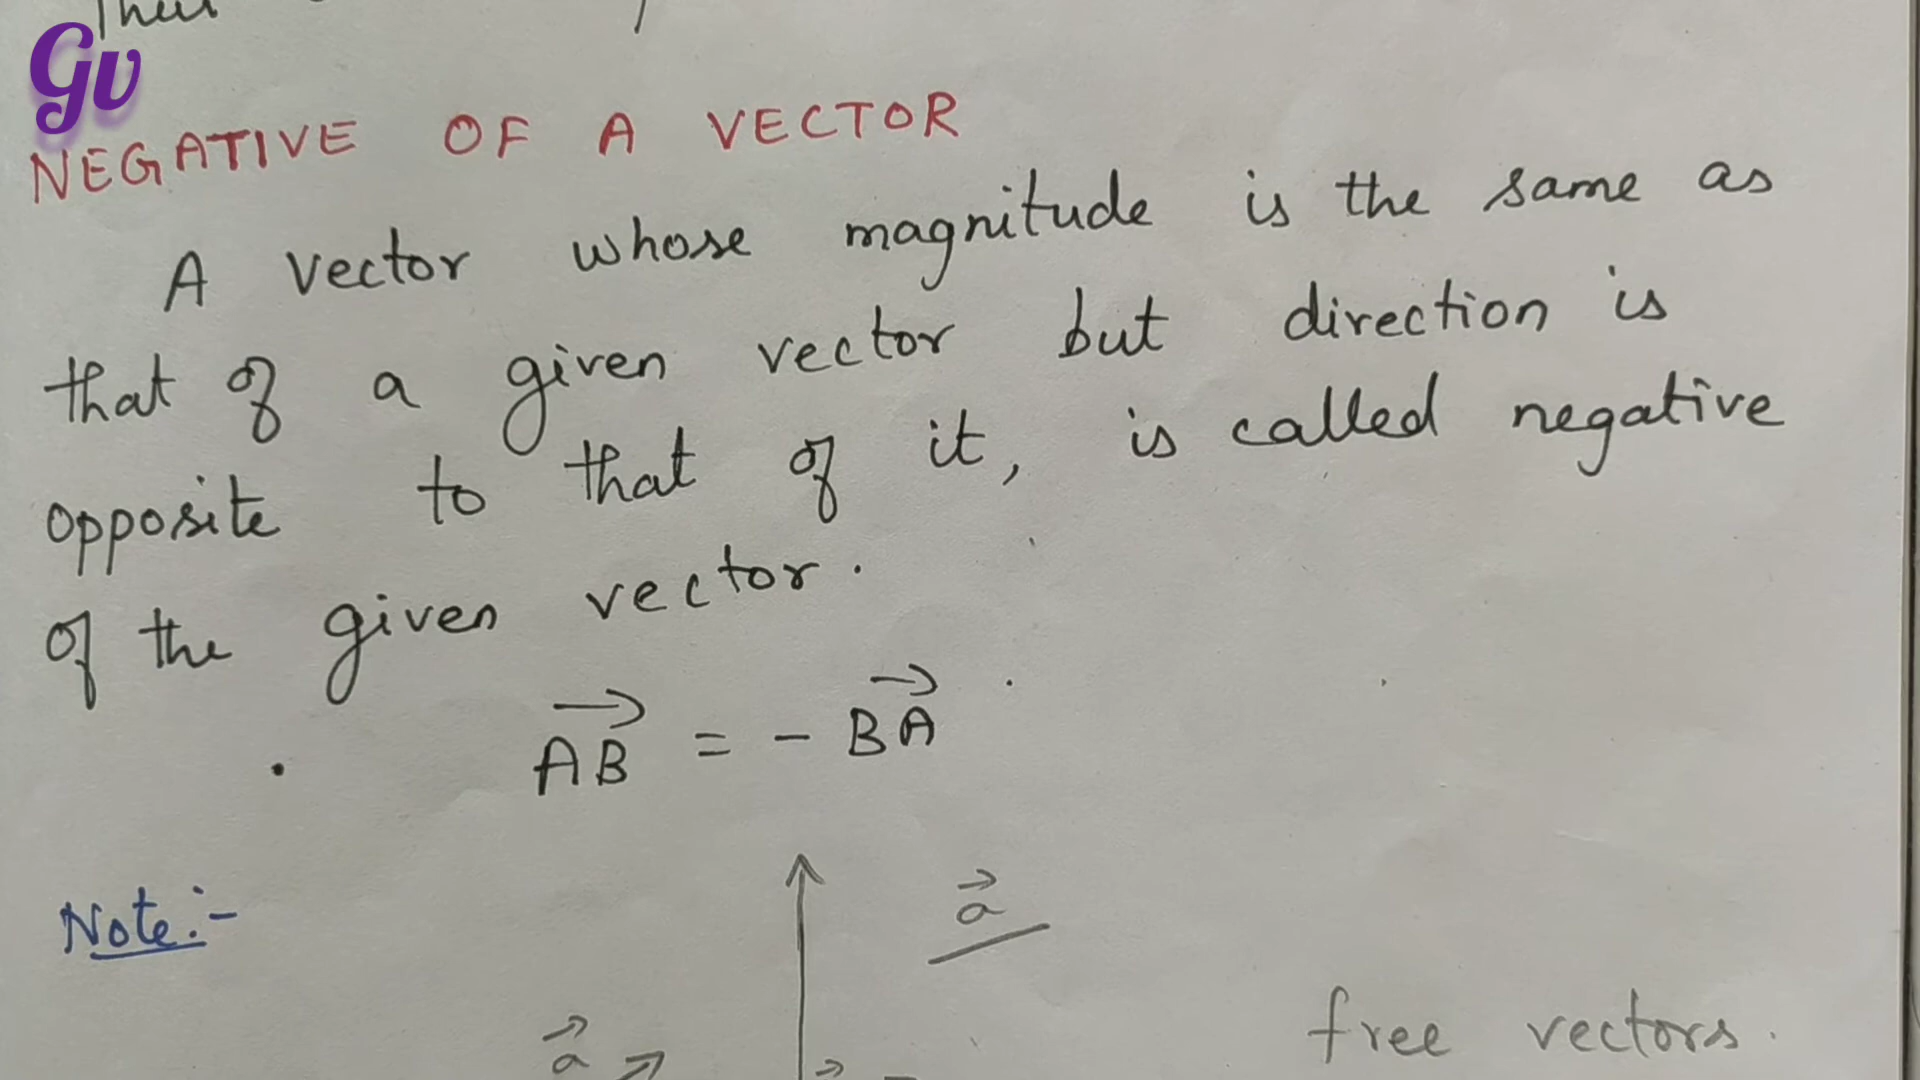 Gv
NEGATIVE OF A VECTOR
A vector whose magnitude is the same as
that of a given vector but direction is
opposite to that of it, is called negative
of the given vector.
→AB = - →BA
Note:-
→a
free vectors.
→a